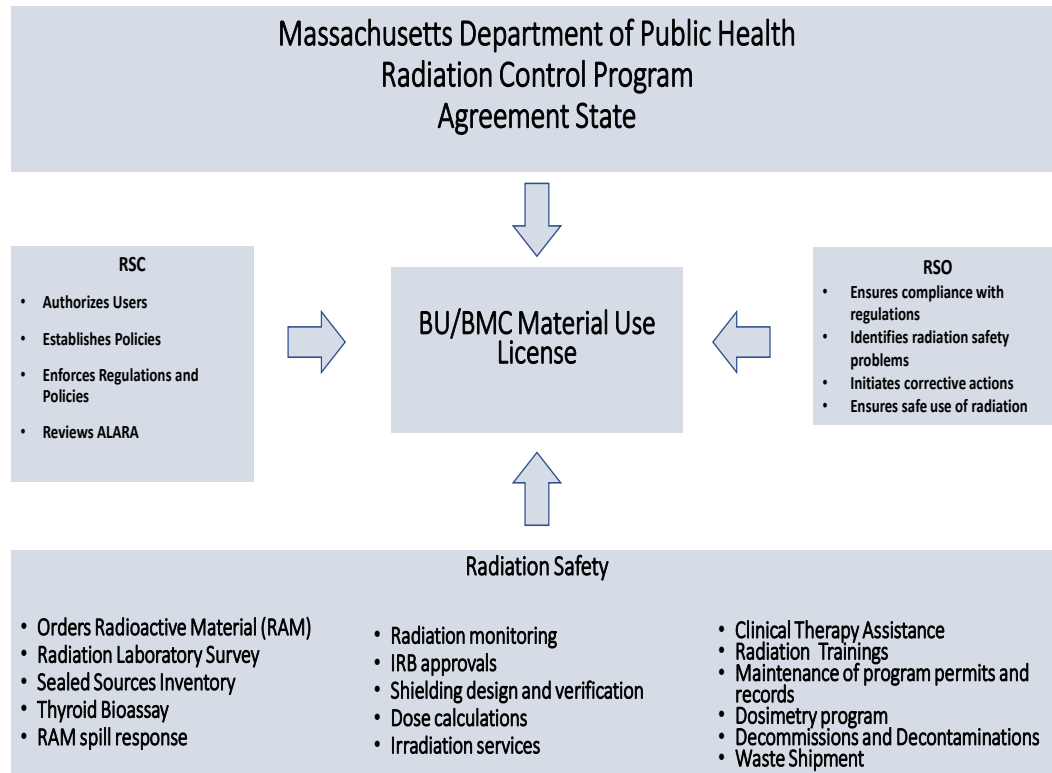 Massachusetts Department of Public Health
Radiation Control Program
Agreement State
RSC
• Authorizes Users
• Establishes Policies
• Enforces Regulations and
Policies
• Reviews ALARA
BU/BMC Material Use
License
RSO
• Ensures compliance with
regulations
• Identifies radiation safety
problems
• Initiates corrective actions
• Ensures safe use of radiation
Radiation Safety
• Orders Radioactive Material (RAM)
• Radiation Laboratory Survey
• Sealed Sources Inventory
• Thyroid Bioassay
• RAM spill response
• Radiation monitoring
• IRB approvals
• Shielding design and verification
• Dose calculations
• Irradiation services
• Clinical Therapy Assistance
• Radiation Trainings
• Maintenance of program permits and
records
• Dosimetry program
• Decommissions and Decontaminations
• Waste Shipment